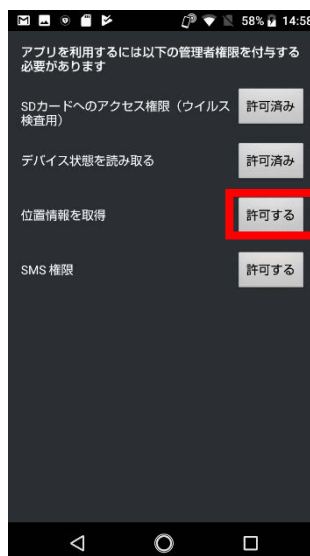 58% 14:58
アプリを利用するには以下の管理者権限を付与する
必要があります
SDカードへのアクセス権限（ウイルス
検査用）
許可済み
デバイス状態を読み取る
許可済み
位置情報を取得
許可する
SMS 権限
許可する